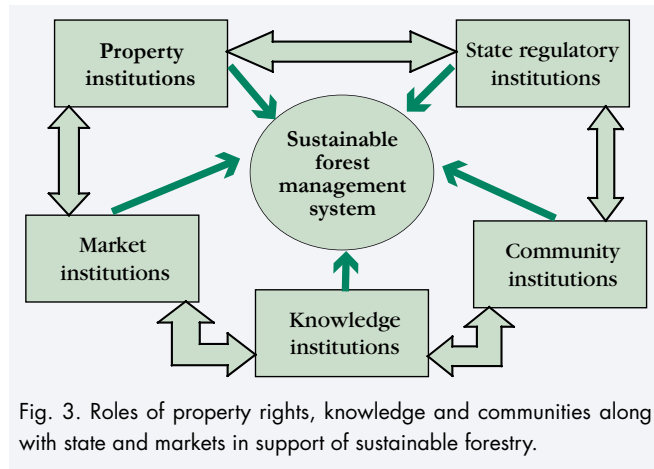 Property
institutions
State regulatory
institutions
Sustainable
forest
management
system
Market
institutions
Community
institutions
Knowledge
institutions
Fig. 3. Roles of property rights, knowledge and communities along
with state and markets in support of sustainable forestry.